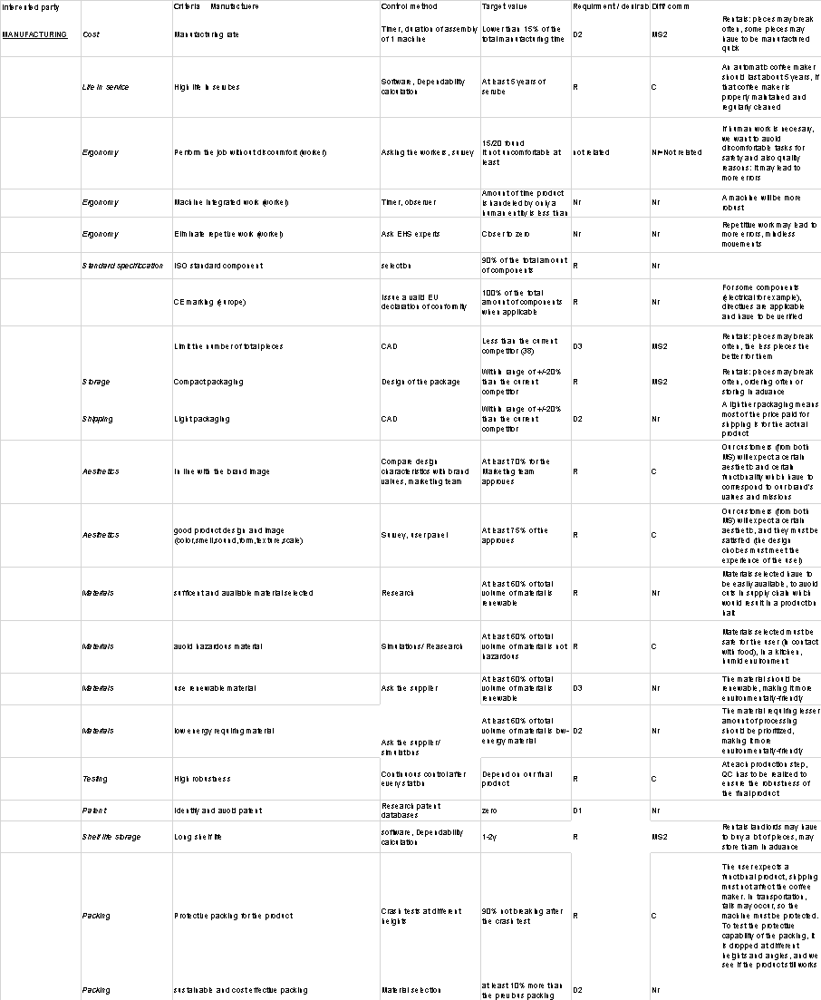 Interested party Criteria Manufacturer Control method Target value Requirment / desirab Diff comm
MANUFACTURING Cost Manufacturing rate Timer, duration of assembly of 1 machine Lower than 15% of the total manufacturing time D2 MS2 Rentals: pieces may break often, some pieces may have to be manufactured quick
Life in service High life in services Software, Dependability calculation At least 5 years of service R C An automatic coffee maker should last about 5 years, if that coffee maker is properly maintained and regularly cleaned
Ergonomy Perform the job without discomfort (worker) Asking the workers, survey 15/20 found it not uncomfortable at least not related Nr=Not related If human work is necessary, we want to avoid discomfortable tasks for safety and also quality reasons: it may lead to more errors
Ergonomy Machine integrated work (worker) Timer, observer Amount of time product is handeled by only a human entity is less than Nr Nr A machine will be more robust
Ergonomy Eliminate repetive work (worker) Ask EHS experts Closer to zero Nr Nr Repetitive work may lead to more errors, mindless movements
Standard specification ISO standard component selection 90% of the total amount of components R Nr
CE marking (europe) Issue a valid EU declaration of conformity 100% of the total amount of components when applicable R Nr For some components (electrical for example), directives are applicable and have to be verified
Limit the number of total pieces CAD Less than the current competitor (38) D3 MS2 Rentals: pieces may break often, the less pieces the better for them
Storage Compact packaging Design of the package Within range of +/-20% than the current competitor R MS2 Rentals: pieces may break often, ordering often or storing in advance
Shipping Light packaging CAD Within range of +/-20% than the current competitor D2 Nr A lighther packaging means most of the price paid for shipping is for the actual product
Aesthetics In line with the brand image Compare design characteristics with brand values, marketing team At least 70% for the Marketing team approves R C Our customers (from both MS) will expect a certain aesthetic and certain functionality which have to correspond to our brand's values and missions
Aesthetics good product design and image (color,smell,sound,form,texture,scale) Survey, user panel At least 75% of the approves R C Our customers (from both MS) will expect a certain aesthetic, and they must be satisfied (the design choices must meet the experience of the user)
Materials sufficent and available material selected Research At least 60% of total volume of material is renewable R Nr Materials selected have to be easily available, to avoid cuts in supply chain which would result in a production halt
Materials avoid hazardous material Simulations/ Reasearch At least 60% of total volume of material is not hazardous R C Materials selected must be safe for the user (in contact with food), in a kitchen, humid environment
Materials use renewable material Ask the supplier At least 60% of total volume of material is renewable D3 Nr The material should be renewable, making it more environmentally-friendly
Materials low energy requiring material Ask the supplier/ simulations At least 60% of total volume of material is low-energy material D2 Nr The material requiring lesser amount of processing should be prioritized, making it more environmentally-friendly
Testing High robustness Continuous control after every station Depend on our final product R C At each production step, QC has to be realized to ensure the robustness of the final product
Patent Identify and avoid patent Research patent databases zero D1 Nr
Shelf life storage Long shelf life software, Dependability calculation 1-2y R MS2 Rentals landlords may have to buy a lot of pieces, may store them in advance
Packing Protective packing for the product Crash tests at different heights 90% not breaking after the crash test R C The user expects a functional product, shipping must not affect the coffee maker. In transportation, falls may occur, so the machine must be protected. To test the protective capability of the packing, it is dropped at different heights and angles, and we see if the product still works
Packing sustainable and cost effective packing Material selection at least 10% more than the previous packing D2 Nr